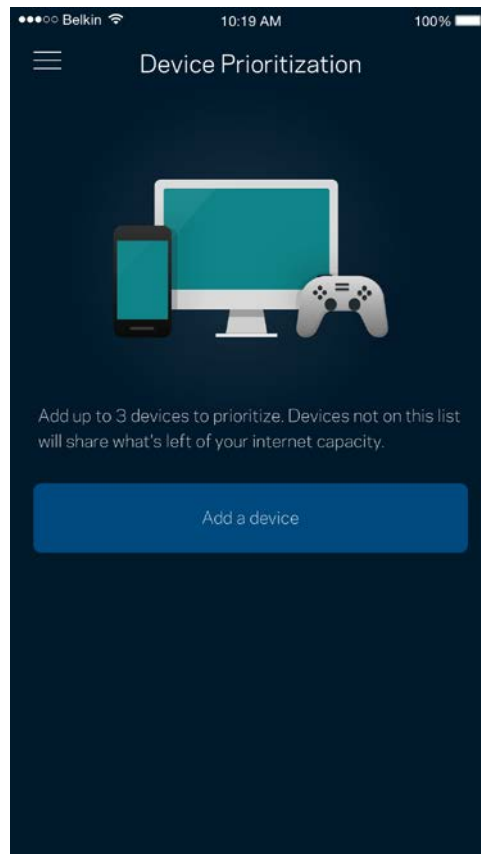 Belkin 10:19 AM 100%
Device Prioritization
Add up to 3 devices to prioritize. Devices not on this list
will share what's left of your internet capacity.
Add a device